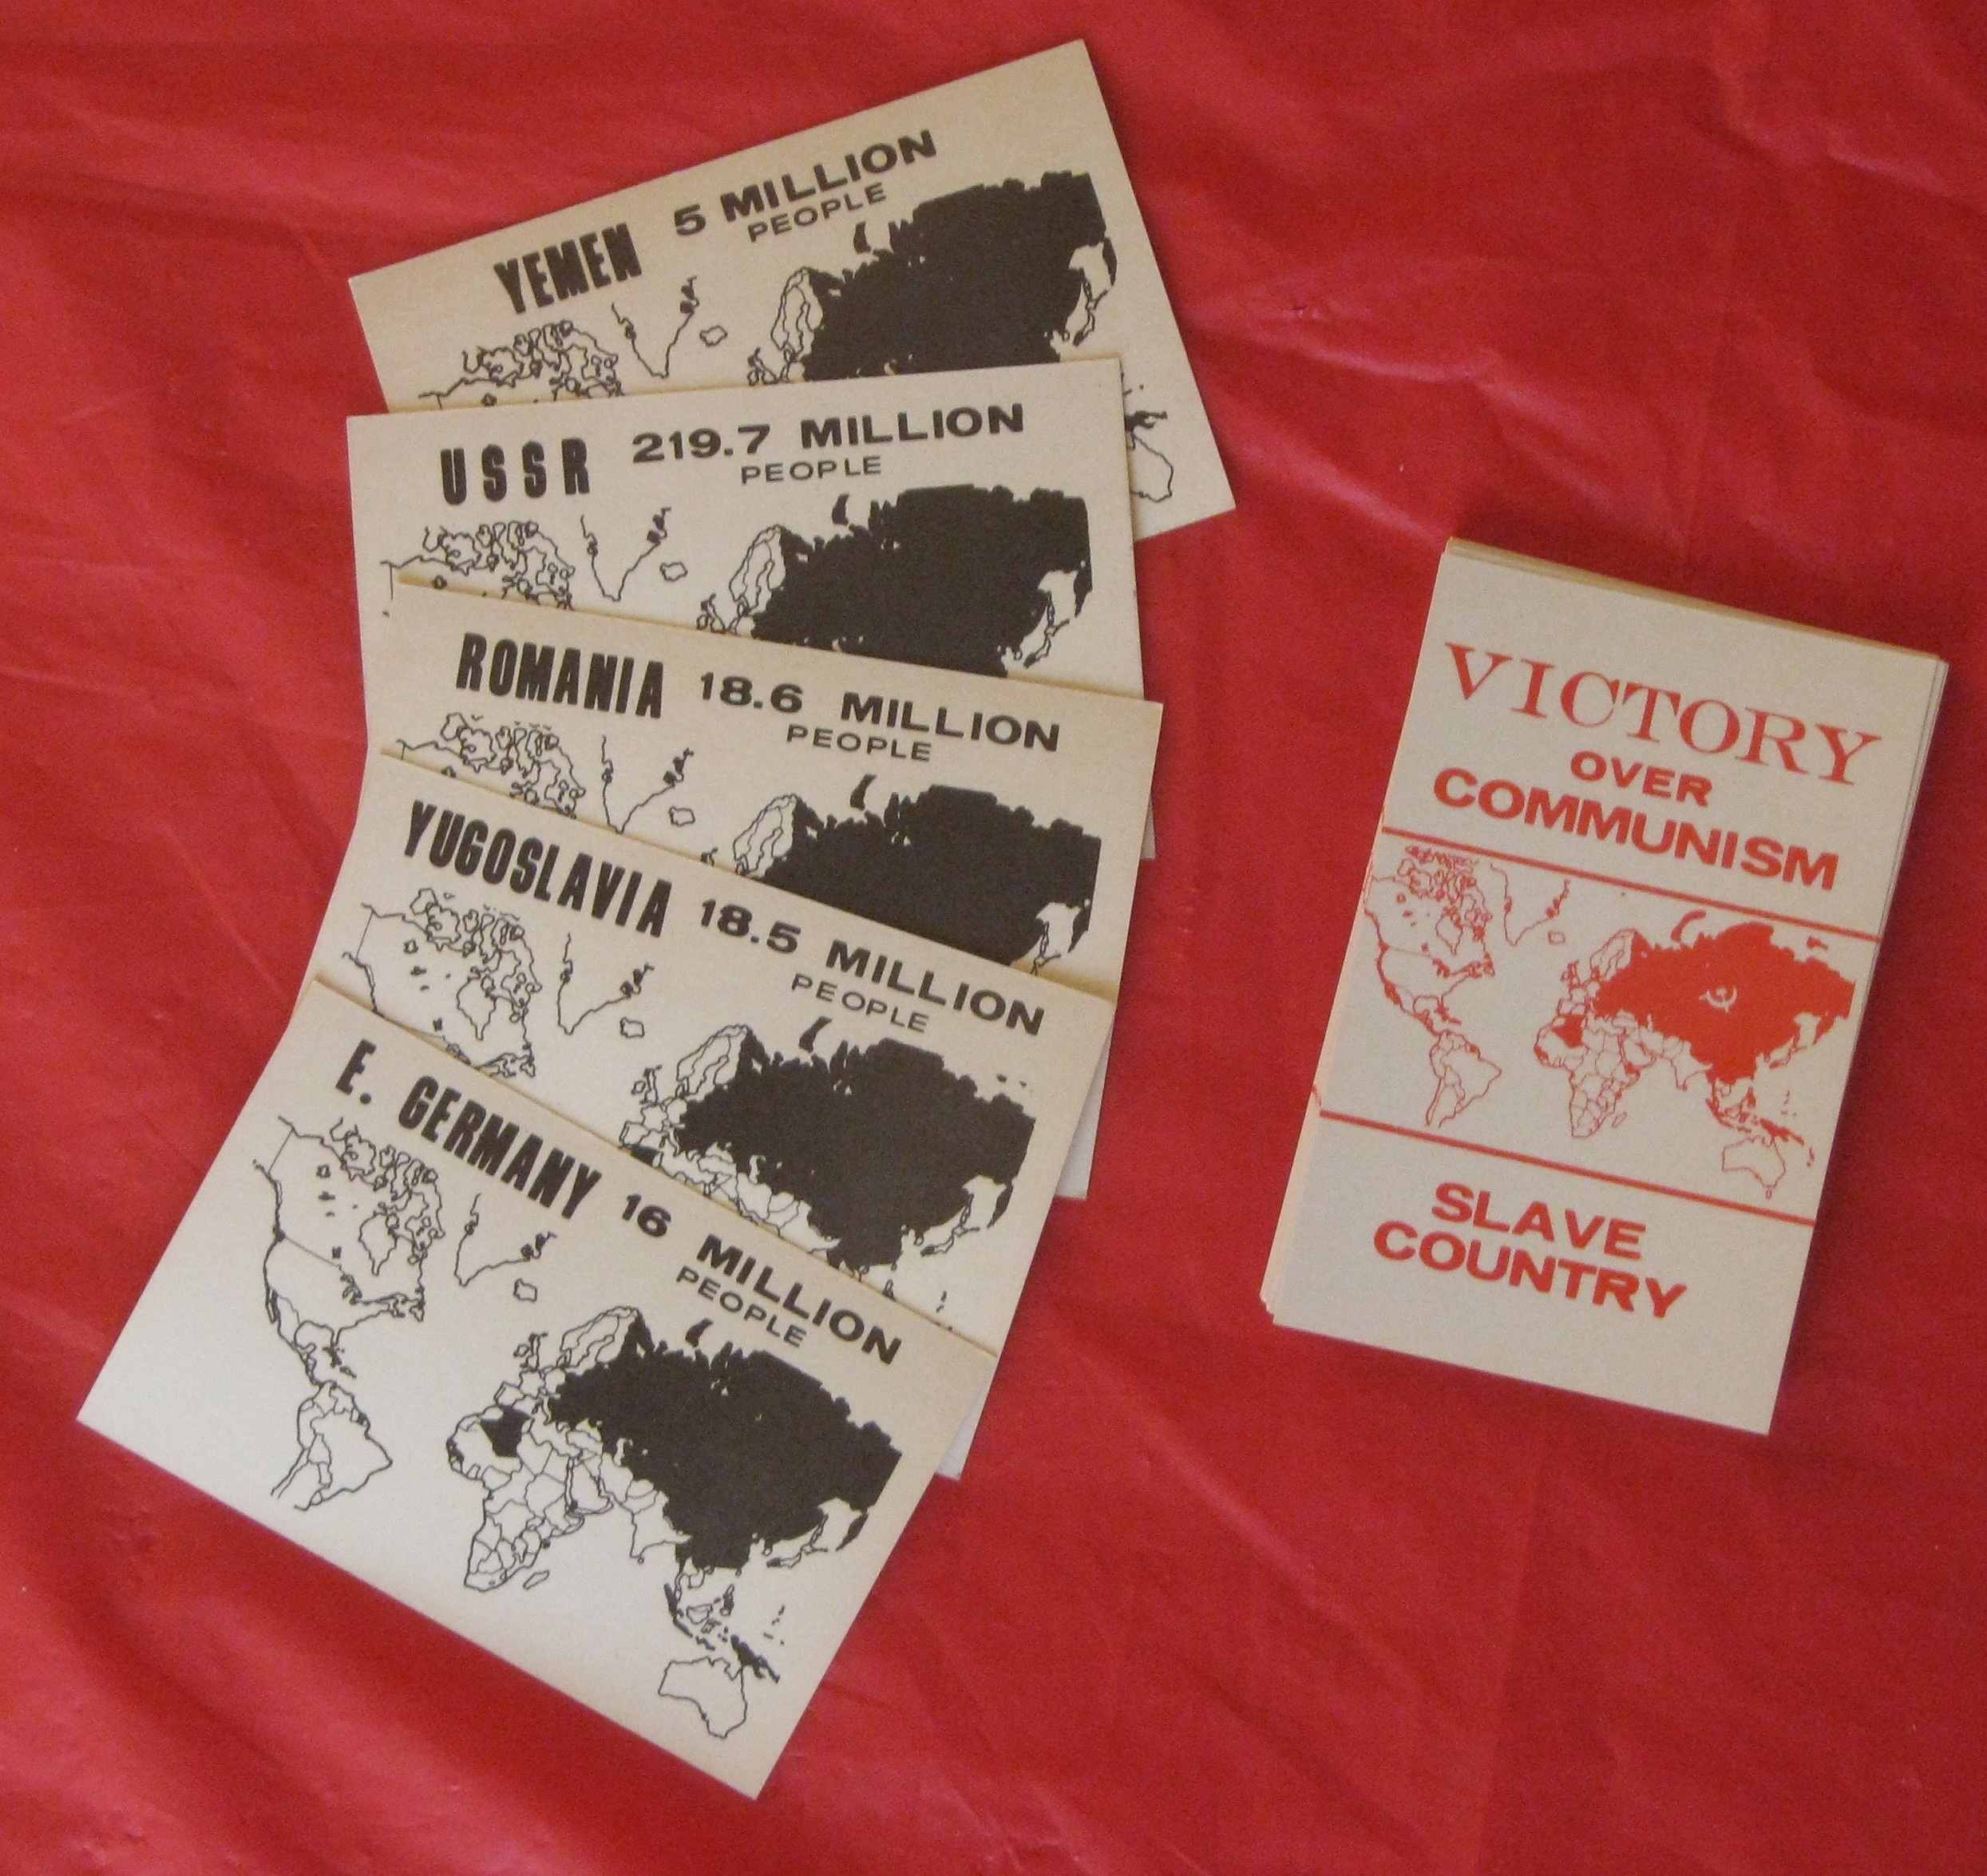 YEMEN 5 MILLION
PEOPLE
USSR 219.7 MILLION
PEOPLE
ROMANIA 18.6 MILLION
PEOPLE
YUGOSLAVIA 18.5 MILLION
PEOPLE
E. GERMANY 16 MILLION
PEOPLE
VICTORY
OVER
COMMUNISM
SLAVE
COUNTRY